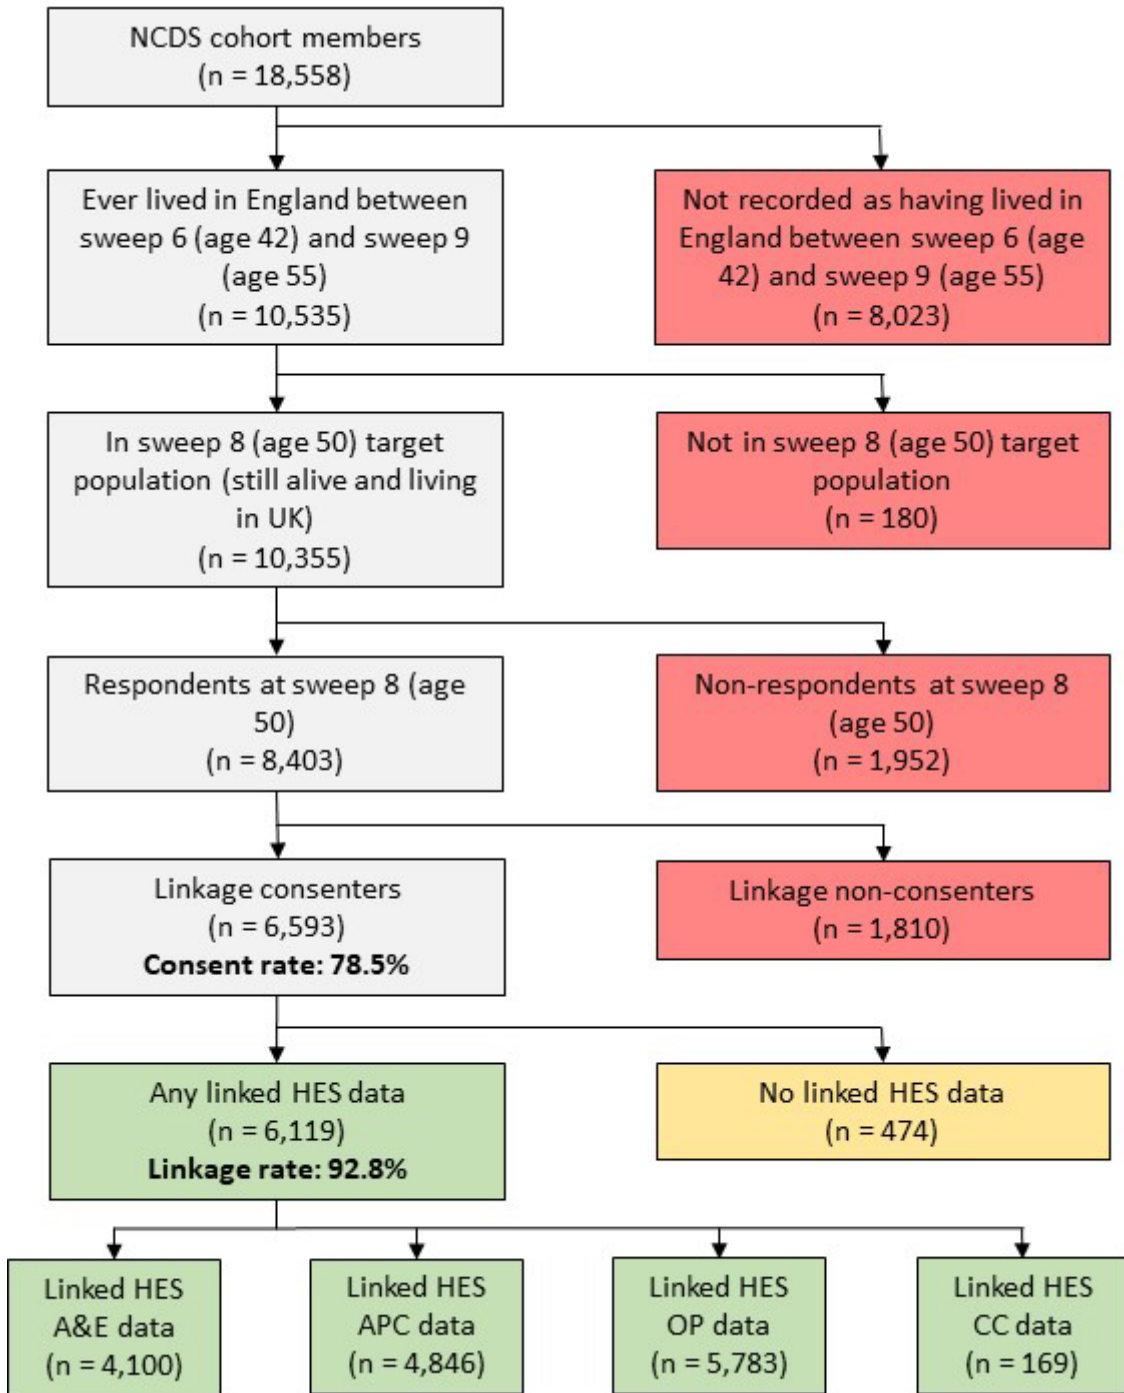 NCDS cohort members
(n = 18,558)
Ever lived in England between
sweep 6 (age 42) and sweep 9
(age 55)
(n = 10,535)
Not recorded as having lived in
England between sweep 6 (age
42) and sweep 9 (age 55)
(n = 8,023)
In sweep 8 (age 50) target
population (still alive and living
in UK)
(n = 10,355)
Not in sweep 8 (age 50) target
population
(n = 180)
Respondents at sweep 8 (age
50)
(n = 8,403)
Non-respondents at sweep 8
(age 50)
(n = 1,952)
Linkage consenters
(n = 6,593)
Consent rate: 78.5%
Linkage non-consenters
(n = 1,810)
Any linked HES data
(n = 6,119)
Linkage rate: 92.8%
No linked HES data
(n = 474)
Linked HES
A&E data
(n = 4,100)
Linked HES
APC data
(n = 4,846)
Linked HES
OP data
(n = 5,783)
Linked HES
CC data
(n = 169)